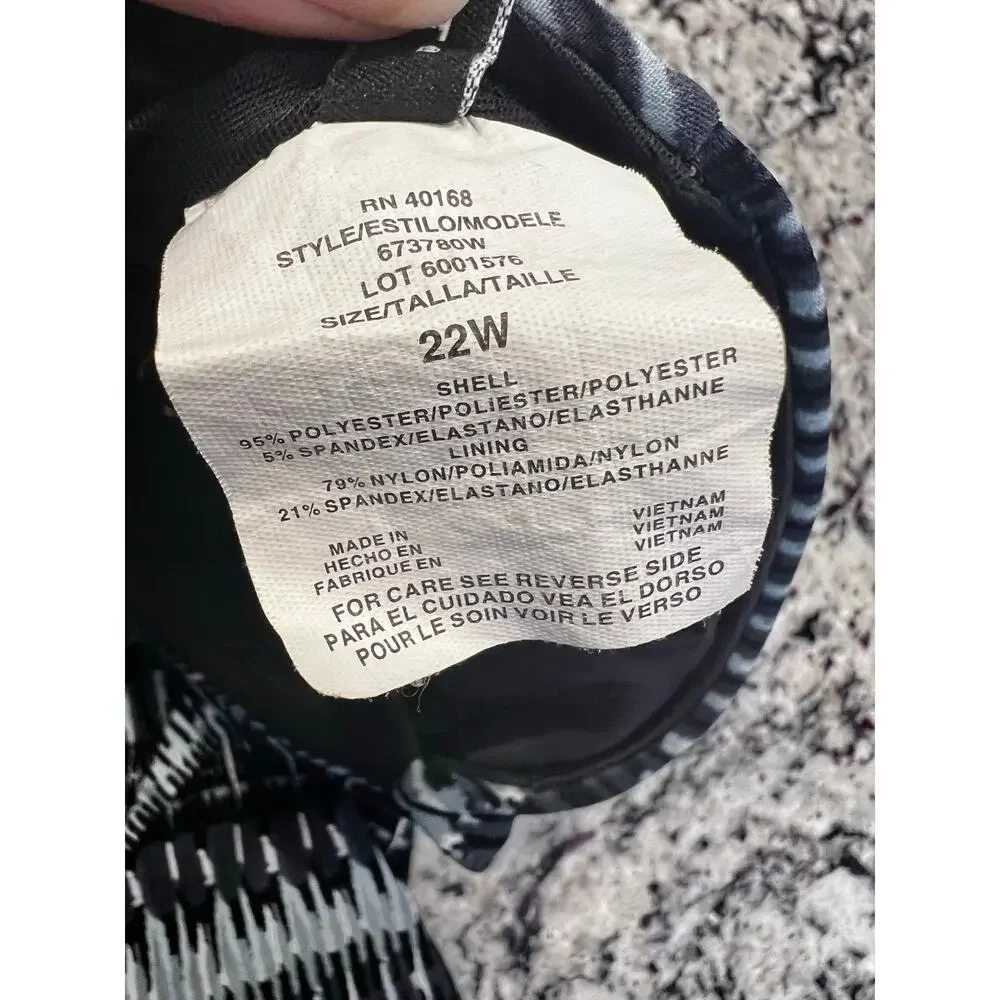 RN 40168
STYLE/ESTILO/MODELE
673780W
LOT 6001576
SIZE/TALLA/TAILLE
22W
SHELL
95% POLYESTER/POLIESTER/POLYESTER
5% SPANDEX/ELASTANO/ELASTHANNE
LINING
79% NYLON/POLIAMIDA/NYLON
21% SPANDEX/ELASTANO/ELASTHANNE
MADE IN VIETNAM
HECHO EN VIETNAM
FABRIQUE EN VIETNAM
FOR CARE SEE REVERSE SIDE
PARA EL CUIDADO VEA EL DORSO
POUR LE SOIN VOIR LE VERSO